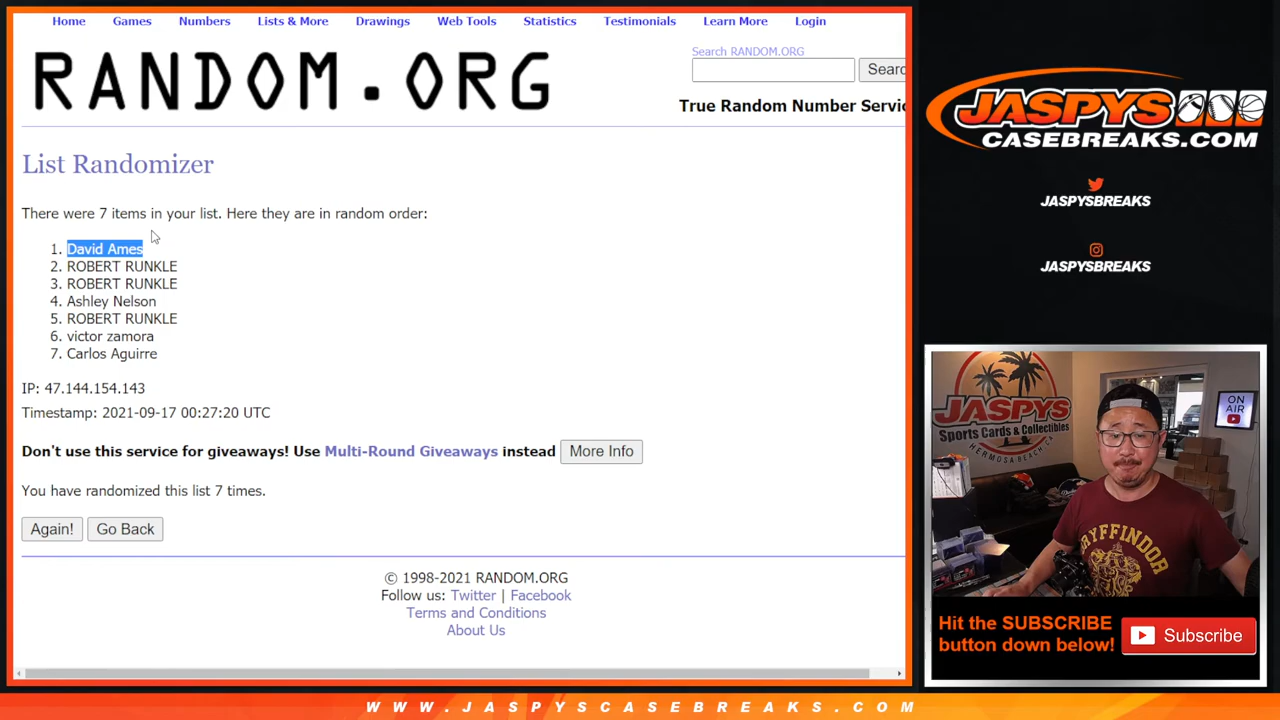 Home Games Numbers Lists & More Drawings Web Tools Statistics Testimonials Learn More Login
RANDOM.ORG
Search RANDOM.ORG
Searc
True Random Number Servic
List Randomizer
There were 7 items in your list. Here they are in random order:
1. David Ames
2. ROBERT RUNKLE
3. ROBERT RUNKLE
4. Ashley Nelson
5. ROBERT RUNKLE
6. victor zamora
7. Carlos Aguirre
IP: 47.144.154.143
Timestamp: 2021-09-17 00:27:20 UTC
Don't use this service for giveaways! Use Multi-Round Giveaways instead More Info
You have randomized this list 7 times.
Again! Go Back
© 1998-2021 RANDOM.ORG
Follow us: Twitter | Facebook
Terms and Conditions
About Us
JASPYS
CASEBREAKS.COM
JASPYSBREAKS
JASPYSBREAKS
JASPYS
Sports Cards & Collectibles
HERMOSA BEACH CA
ON
AIR
GRYFFINDOR
Hit the SUBSCRIBE
button down below!
Subscribe
WWW.JASPYSCASEBREAKS.COM